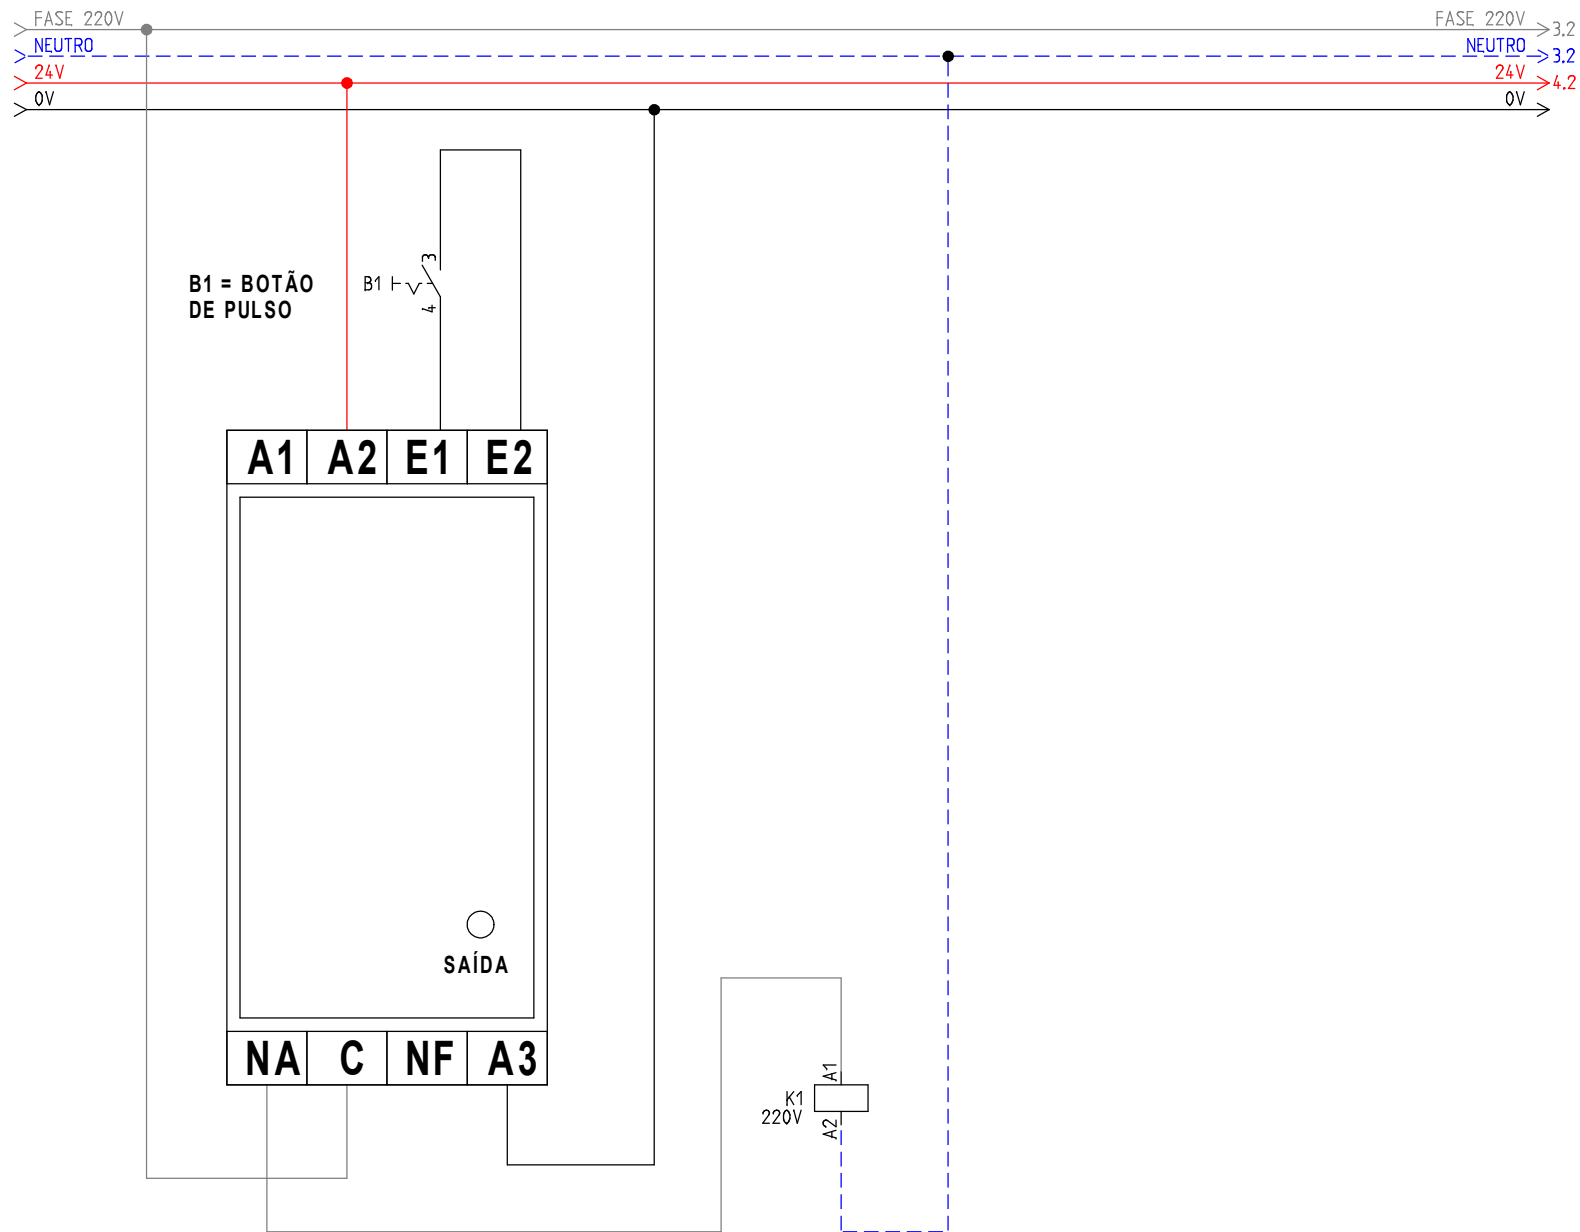 FASE 220V FASE 220V 3.2
NEUTRO NEUTRO 3.2
24V 24V 4.2
0V 0V
3
B1 = BOTÃO
DE PULSO
B1
4
A1 A2 E1 E2
SAÍDA
NA C NF A3
A1
K1
220V
A2